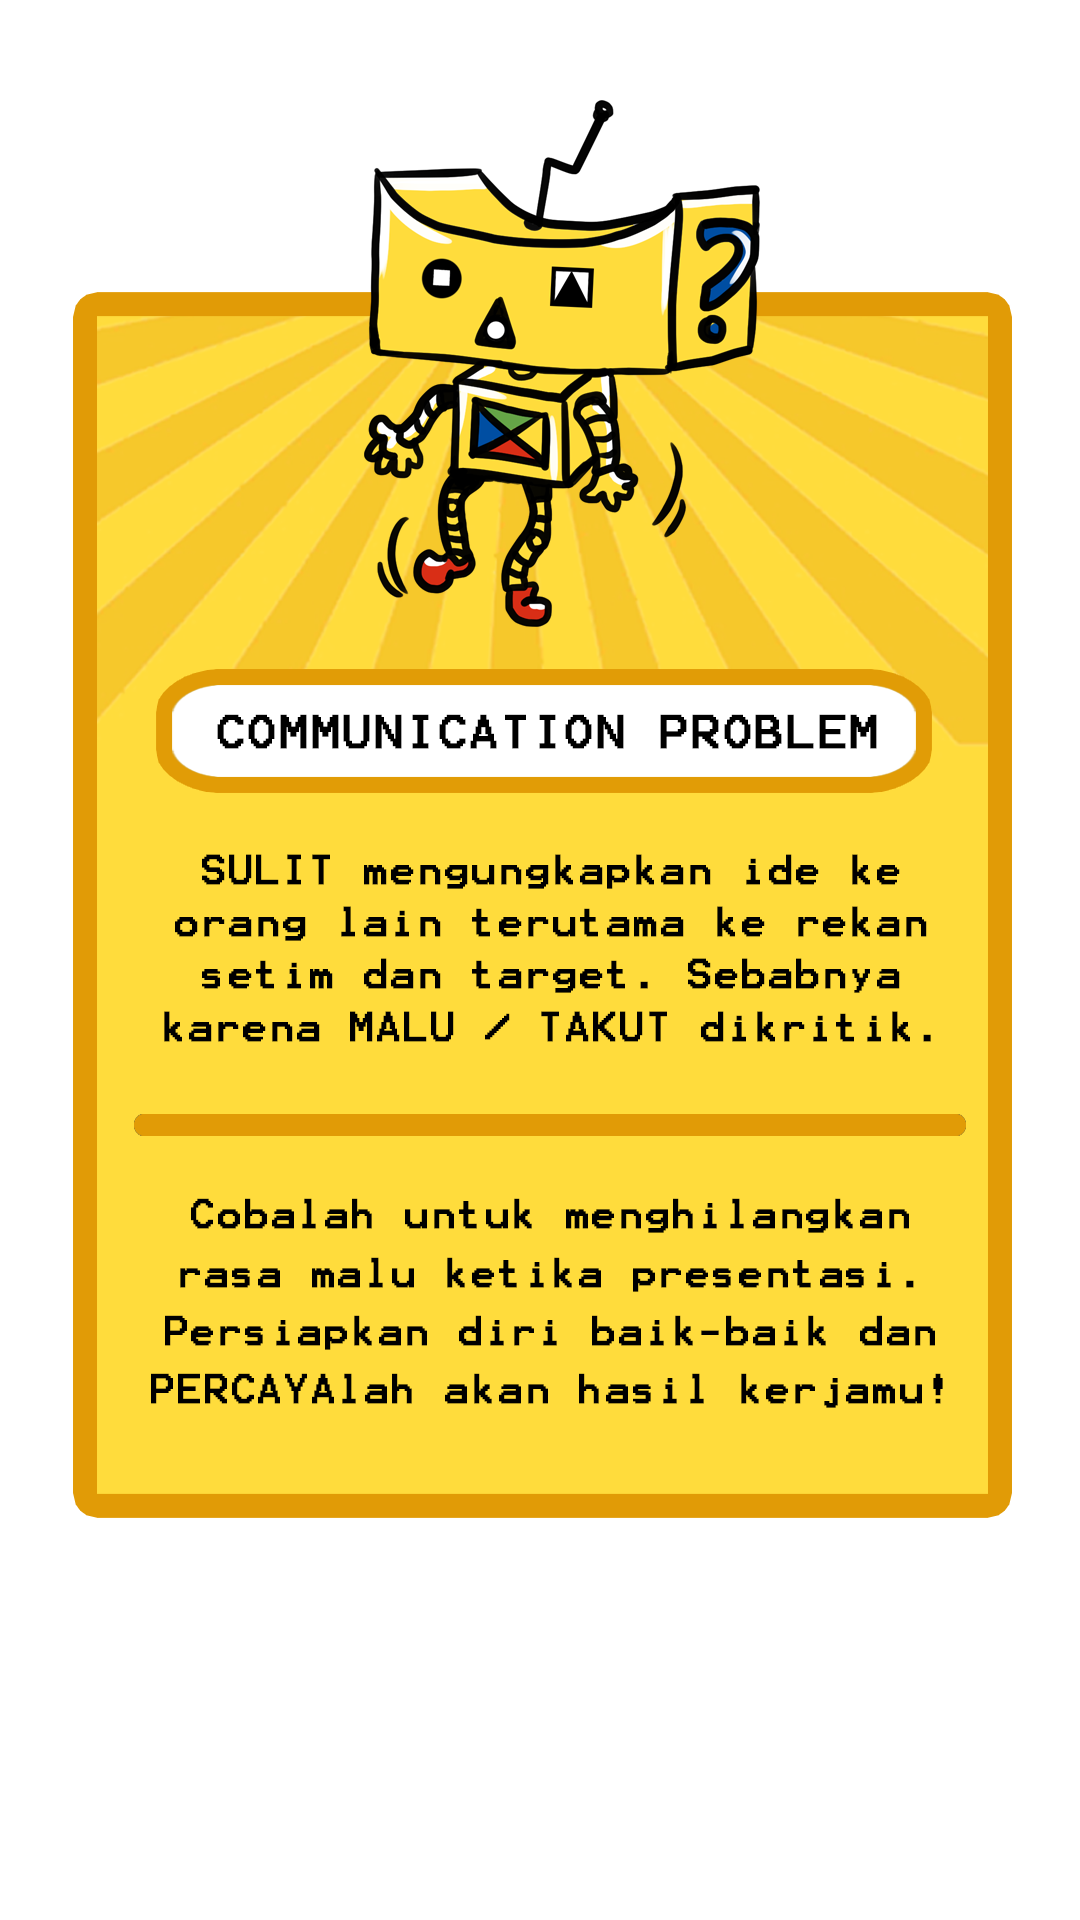 ?
COMMUNICATION PROBLEM
SULIT mengungkapkan ide ke
orang lain terutama ke rekan
setim dan target. Sebabnya
karena MALU / TAKUT dikritik.
Cobalah untuk menghilangkan
rasa malu ketika presentasi.
Persiapkan diri baik-baik dan
PERCAYAlah akan hasil kerjamu!